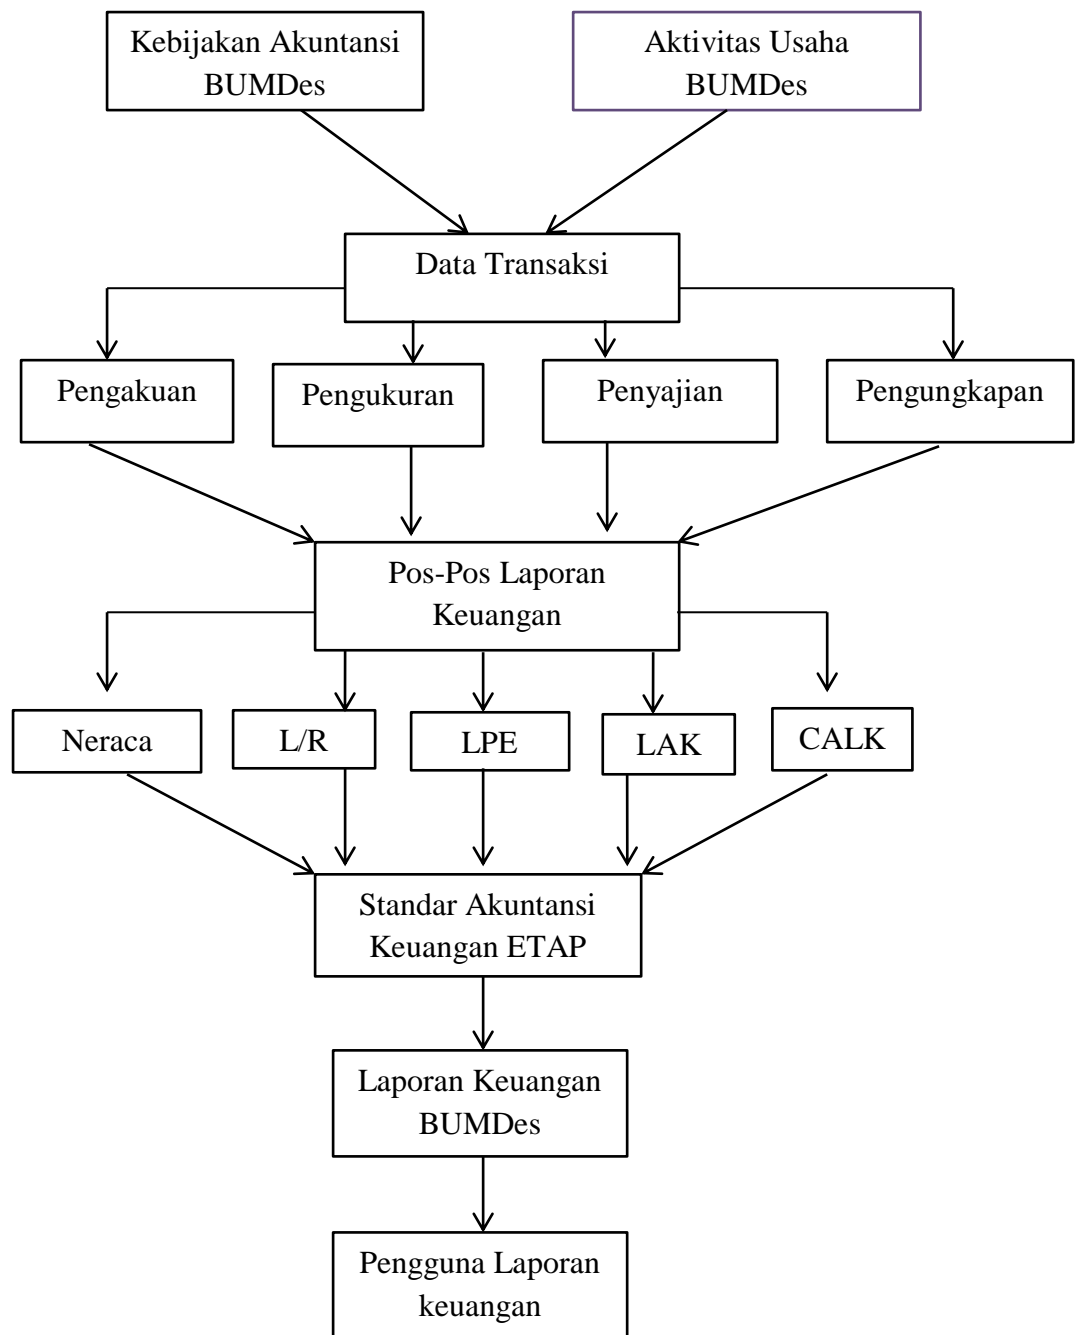 Kebijakan Akuntansi
BUMDes
Aktivitas Usaha
BUMDes
Data Transaksi
Pengakuan
Pengukuran
Penyajian
Pengungkapan
Pos-Pos Laporan
Keuangan
Neraca
L/R
LPE
LAK
CALK
Standar Akuntansi
Keuangan ETAP
Laporan Keuangan
BUMDes
Pengguna Laporan
keuangan